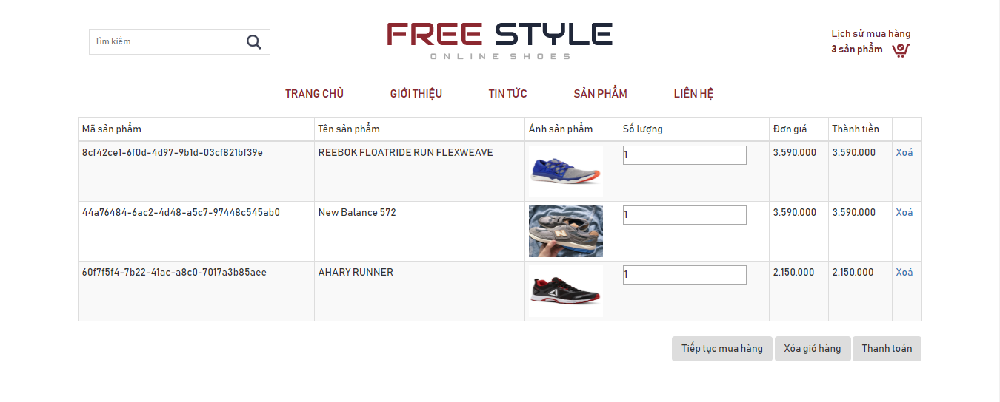 Tìm kiếm
FREE STYLE
ONLINE SHOES
Lịch sử mua hàng
3 sản phẩm
TRANG CHỦ GIỚI THIỆU TIN TỨC SẢN PHẨM LIÊN HỆ
Mã sản phẩm Tên sản phẩm Ảnh sản phẩm Số lượng Đơn giá Thành tiền
8cf42ce1-6f0d-4d97-9b1d-03cf821bf39e REEBOK FLOATRIDE RUN FLEXWEAVE 1 3.590.000 3.590.000 Xoá
44a76484-6ac2-4d48-a5c7-97448c545ab0 New Balance 572 1 3.590.000 3.590.000 Xoá
60f7f5f4-7b22-41ac-a8c0-7017a3b85aee AHARY RUNNER 1 2.150.000 2.150.000 Xoá
Tiếp tục mua hàng Xóa giỏ hàng Thanh toán